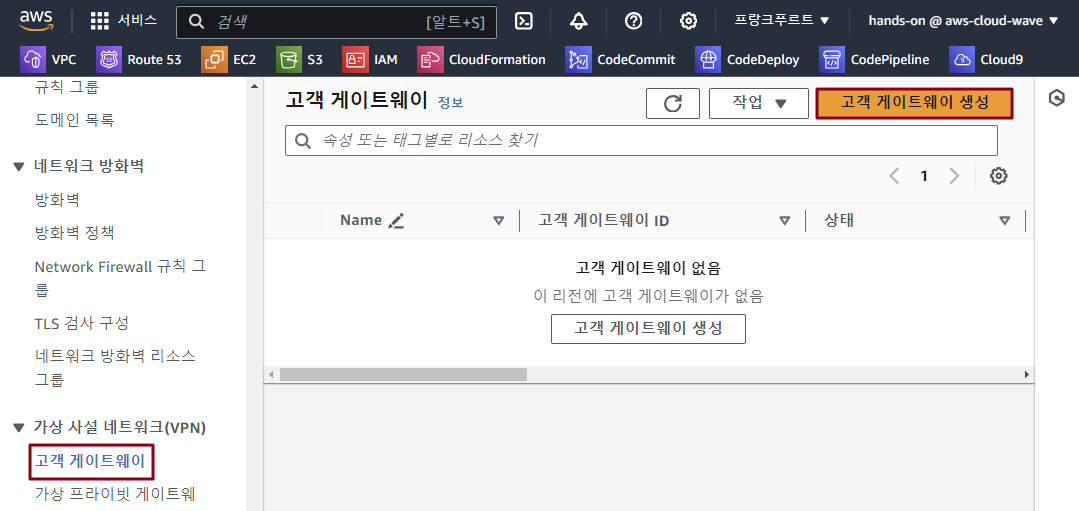 aws
서비스
검색
[알트+S]
프랑크푸르트 ▼
hands-on @ aws-cloud-wave ▼
VPC
Route 53
EC2
S3
IAM
CloudFormation
CodeCommit
CodeDeploy
CodePipeline
Cloud9
규칙 그룹
도메인 목록
▼ 네트워크 방화벽
방화벽
방화벽 정책
Network Firewall 규칙 그
룹
TLS 검사 구성
네트워크 방화벽 리소스
그룹
▼ 가상 사설 네트워크(VPN)
고객 게이트웨이
가상 프라이빗 게이트웨
고객 게이트웨이 정보
작업 ▼
고객 게이트웨이 생성
속성 또는 태그별로 리소스 찾기
1
Name
고객 게이트웨이 ID
상태
고객 게이트웨이 없음
이 리전에 고객 게이트웨이가 없음
고객 게이트웨이 생성